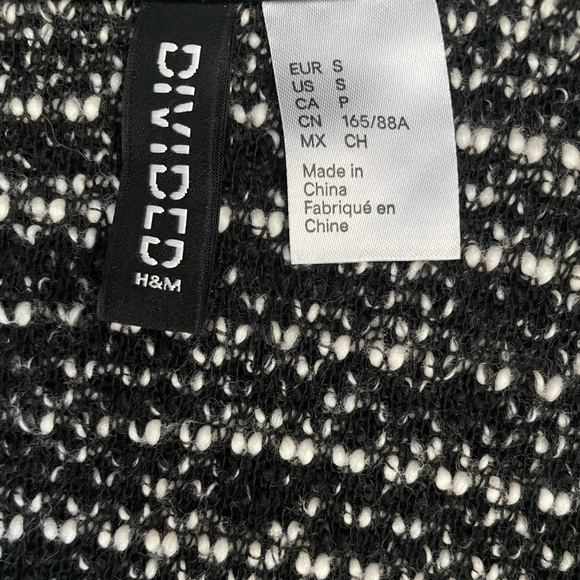 DIVIDED
H&M
EUR S
US S
CA P
CN 165/88A
MX CH
Made in
China
Fabriqué en
Chine